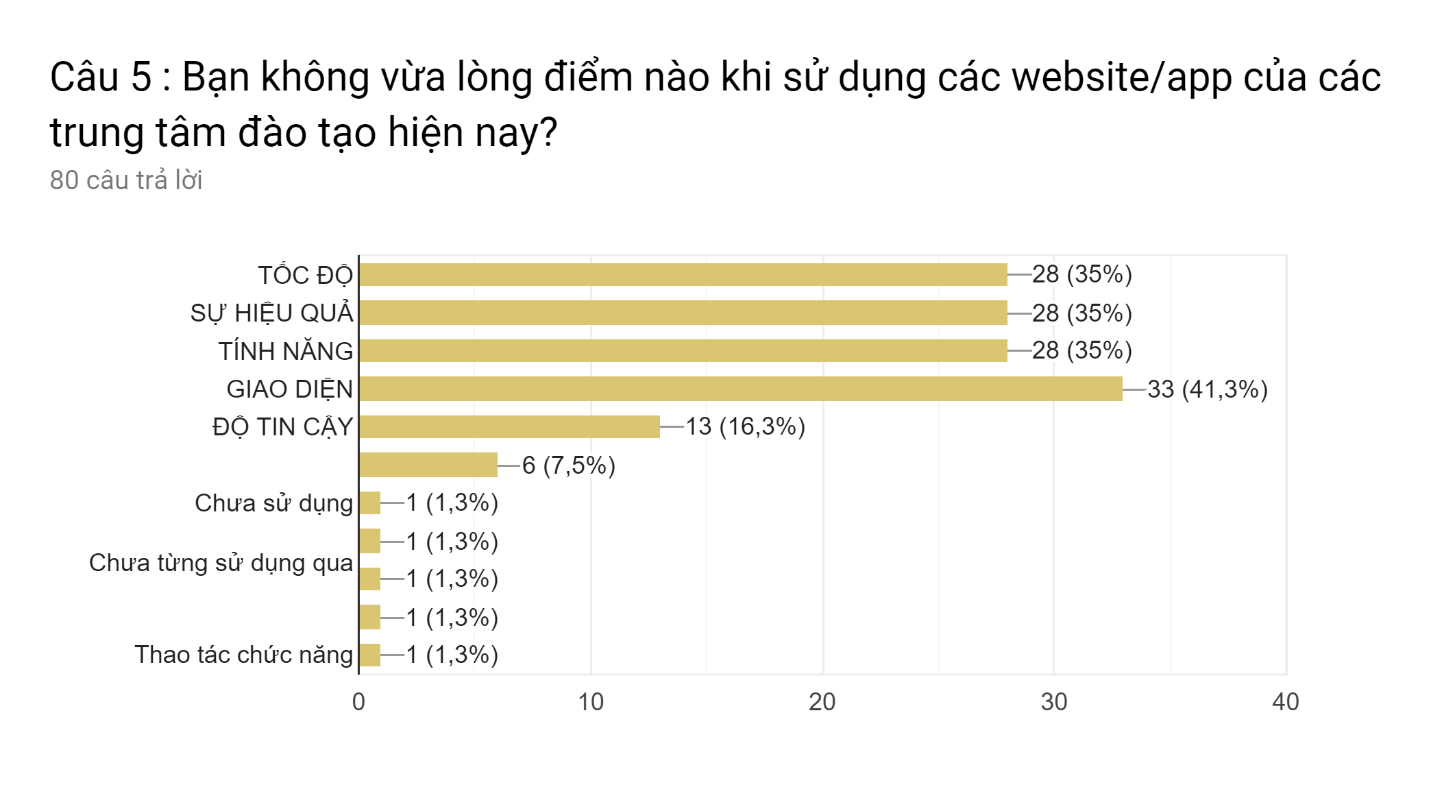 Câu 5 : Bạn không vừa lòng điểm nào khi sử dụng các website/app của các
trung tâm đào tạo hiện nay?
80 câu trả lời
TỐC ĐỘ 28 (35%)
SỰ HIỆU QUẢ 28 (35%)
TÍNH NĂNG 28 (35%)
GIAO DIỆN 33 (41,3%)
ĐỘ TIN CẬY 13 (16,3%)
6 (7,5%)
Chưa sử dụng 1 (1,3%)
1 (1,3%)
Chưa từng sử dụng qua
1 (1,3%)
1 (1,3%)
Thao tác chức năng 1 (1,3%)
0 10 20 30 40